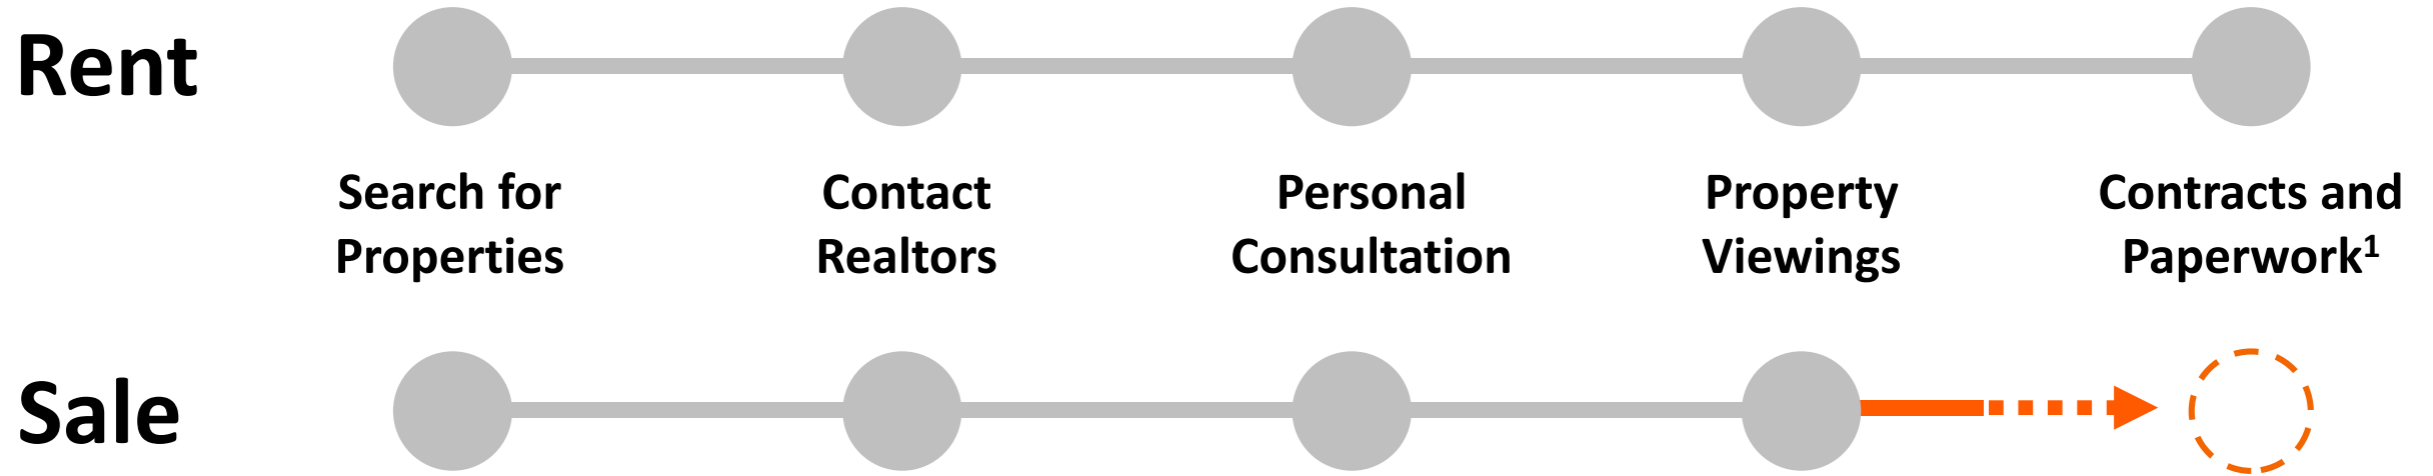 Rent
Search for
Properties
Contact
Realtors
Personal
Consultation
Property
Viewings
Contracts and
Paperwork¹
Sale